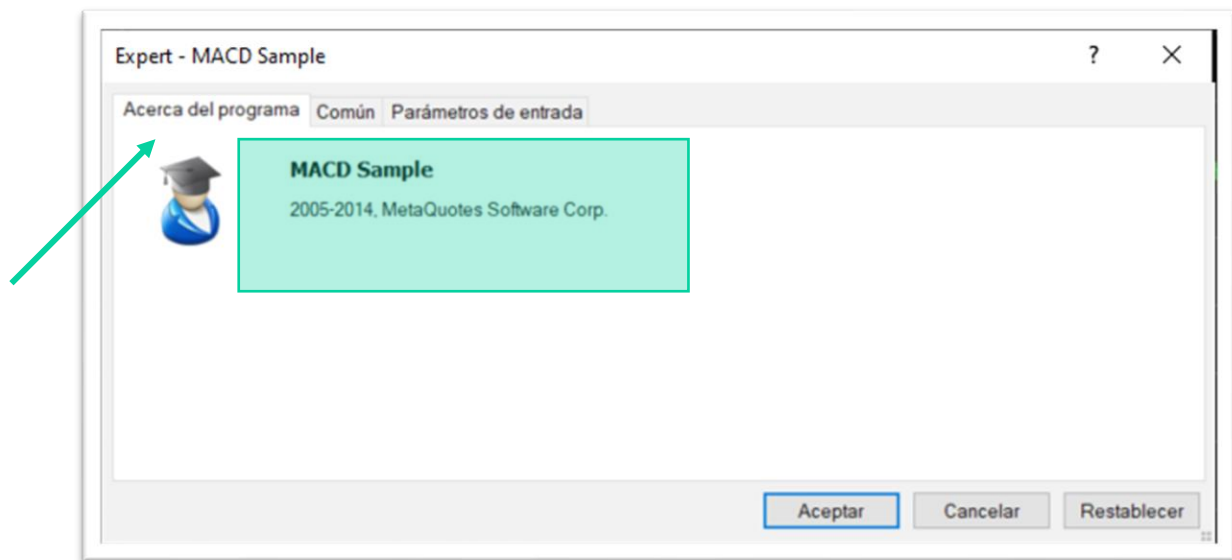 Expert - MACD Sample
Acerca del programa Común Parámetros de entrada
MACD Sample
2005-2014, MetaQuotes Software Corp.
Aceptar Cancelar Restablecer